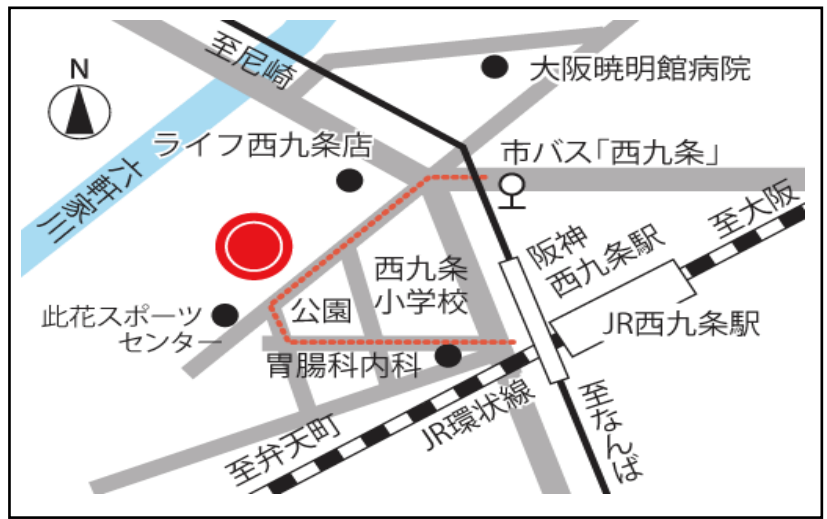 N
至尼崎
大阪暁明館病院
ライフ西九条店
市バス「西九条」
六軒家川
至大阪
阪神
西九条駅
西九条
小学校
公園
此花スポーツ
センター
JR西九条駅
胃腸科内科
JR環状線
至弁天町
至なんば